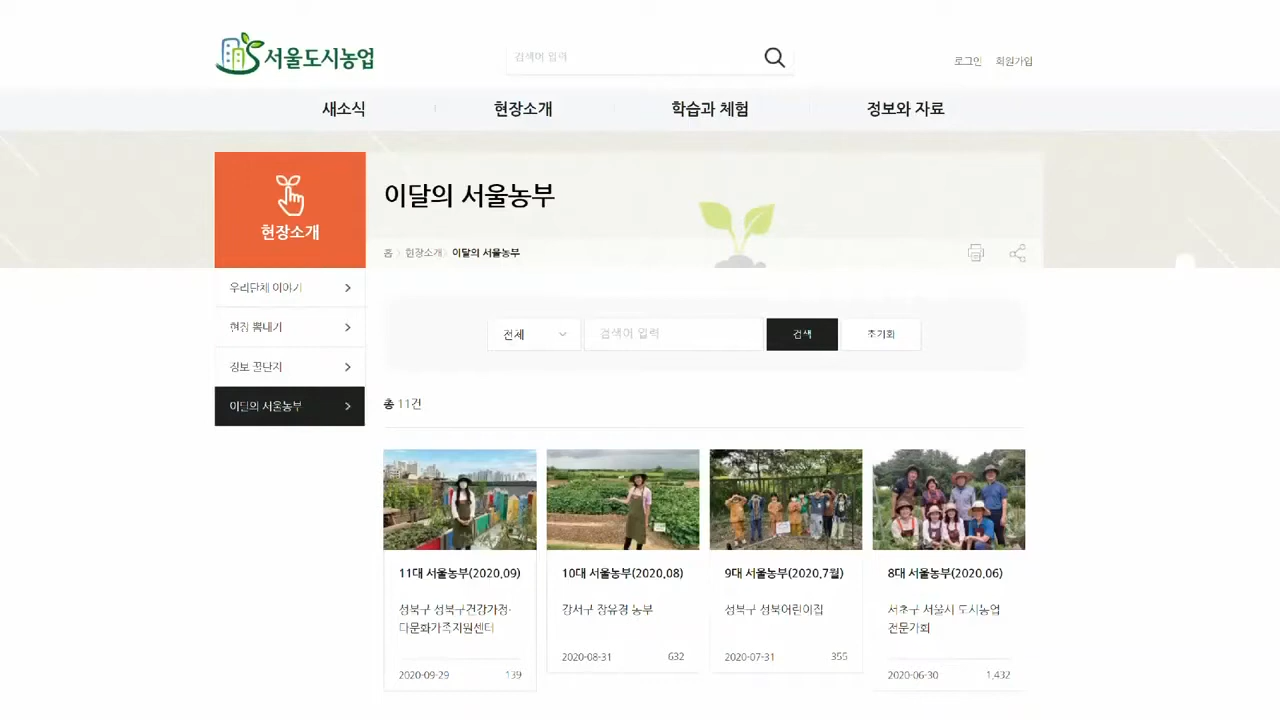 서울도시농업
검색어 입력
로그인 회원가입
새소식 현장소개 학습과 체험 정보와 자료
현장소개
이달의 서울농부
홈 > 현장소개 > 이달의 서울농부
우리단체 이야기
현장 뽐내기
정보 꿀단지
이달의 서울농부
전체 검색어 입력 검색 초기화
총 11건
11대 서울농부(2020.09)
성북구 성북구건강가정·
다문화가족지원센터
2020-09-29 139
10대 서울농부(2020.08)
강서구 장유경 농부
2020-08-31 632
9대 서울농부(2020.7월)
성북구 성북어린이집
2020-07-31 355
8대 서울농부(2020.06)
서초구 서울시 도시농업
전문가회
2020-06-30 1,432